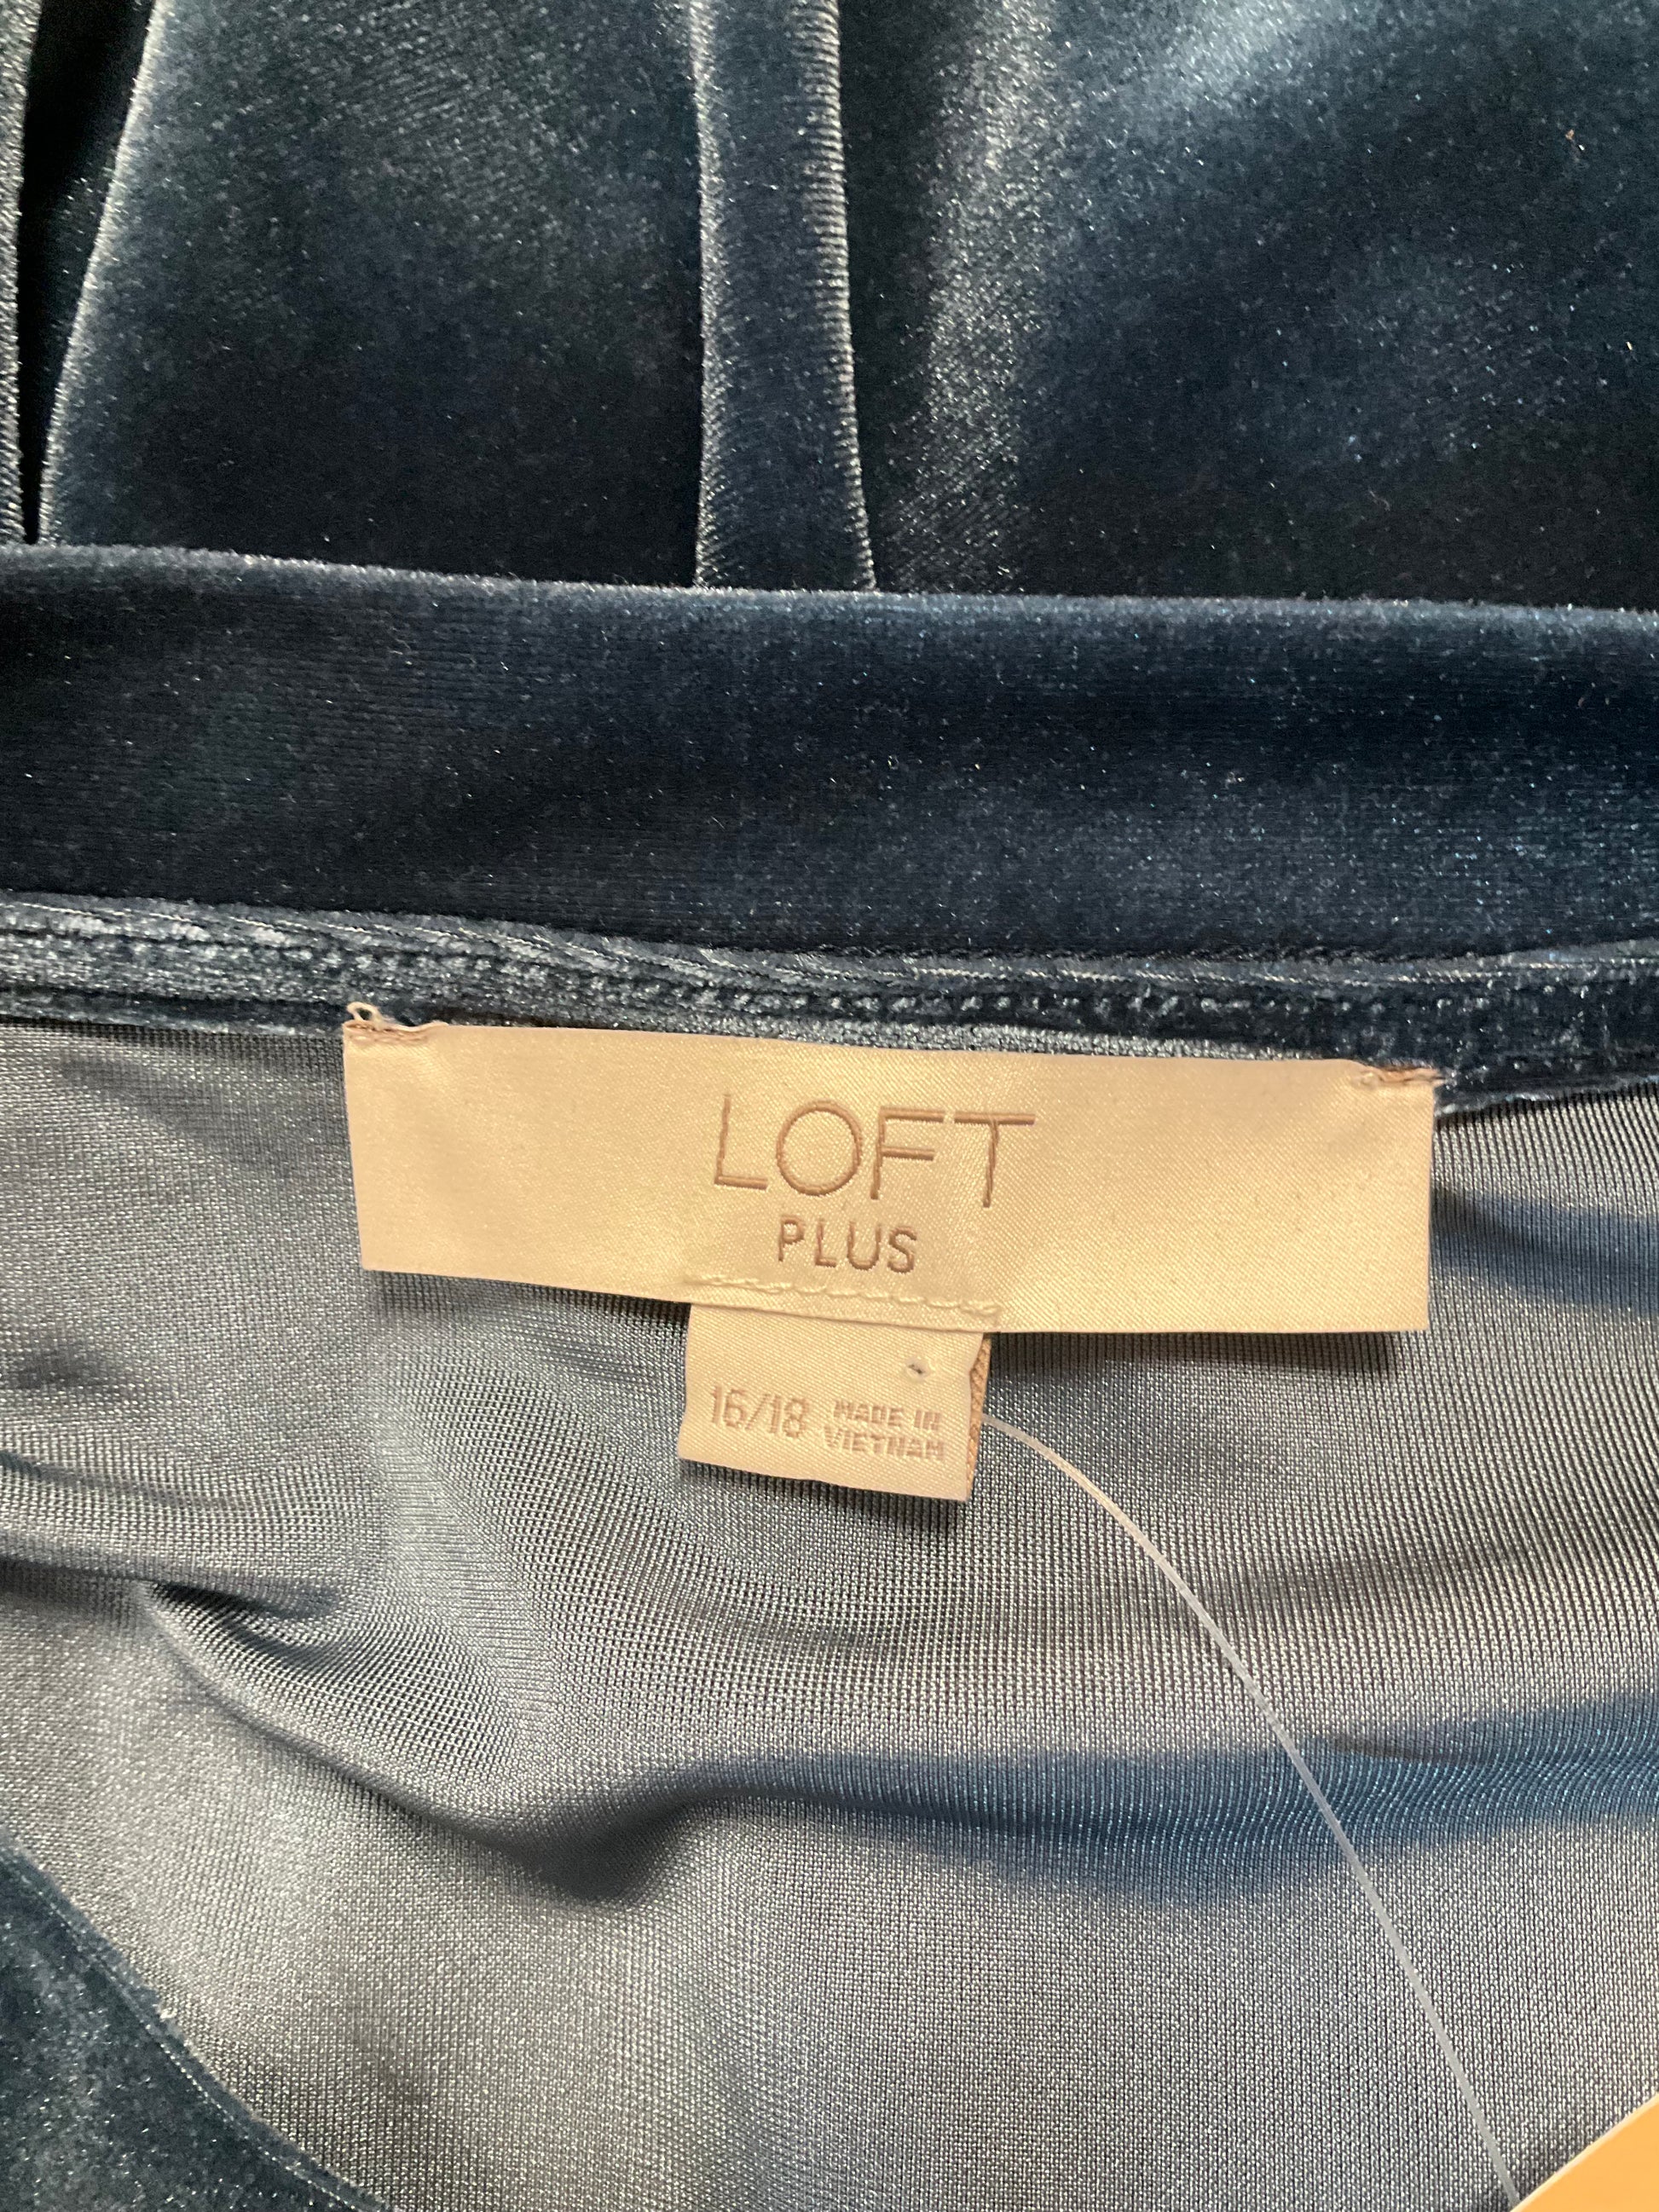 LOFT
PLUS
16/18 MADE IN
VIETNAM